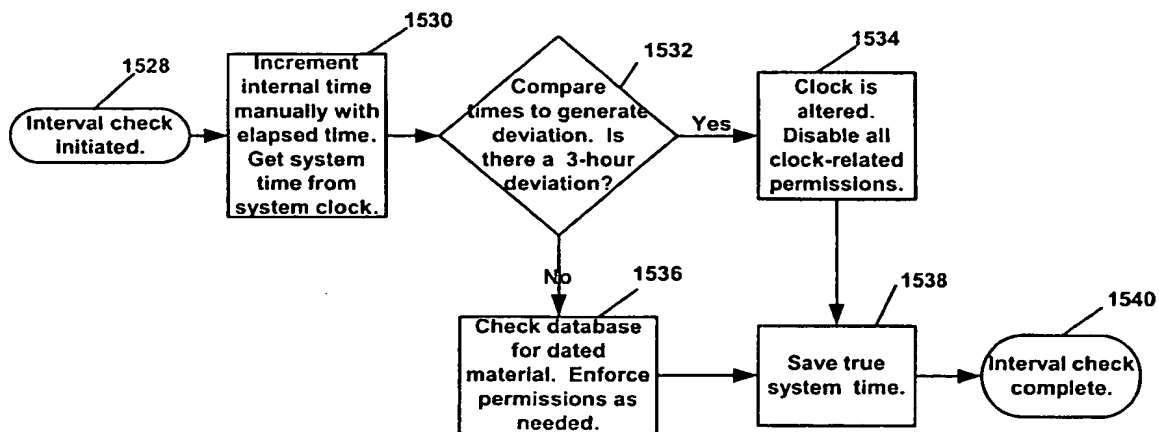 1528
Interval check
initiated.
1530
Increment
internal time
manually with
elapsed time.
Get system
time from
system clock.
1532
Compare
times to generate
deviation. Is
there a 3-hour
deviation?
Yes
1534
Clock is
altered.
Disable all
clock-related
permissions.
No
1536
Check database
for dated
material. Enforce
permissions as
needed.
1538
Save true
system time.
1540
Interval check
complete.